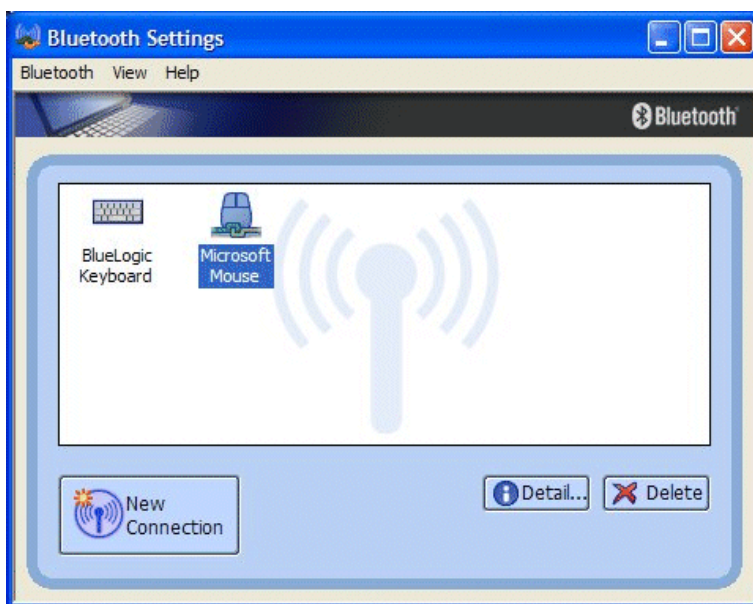 Bluetooth Settings
Bluetooth View Help
Bluetooth
BlueLogic
Keyboard
Microsoft
Mouse
New
Connection
Detail...
Delete